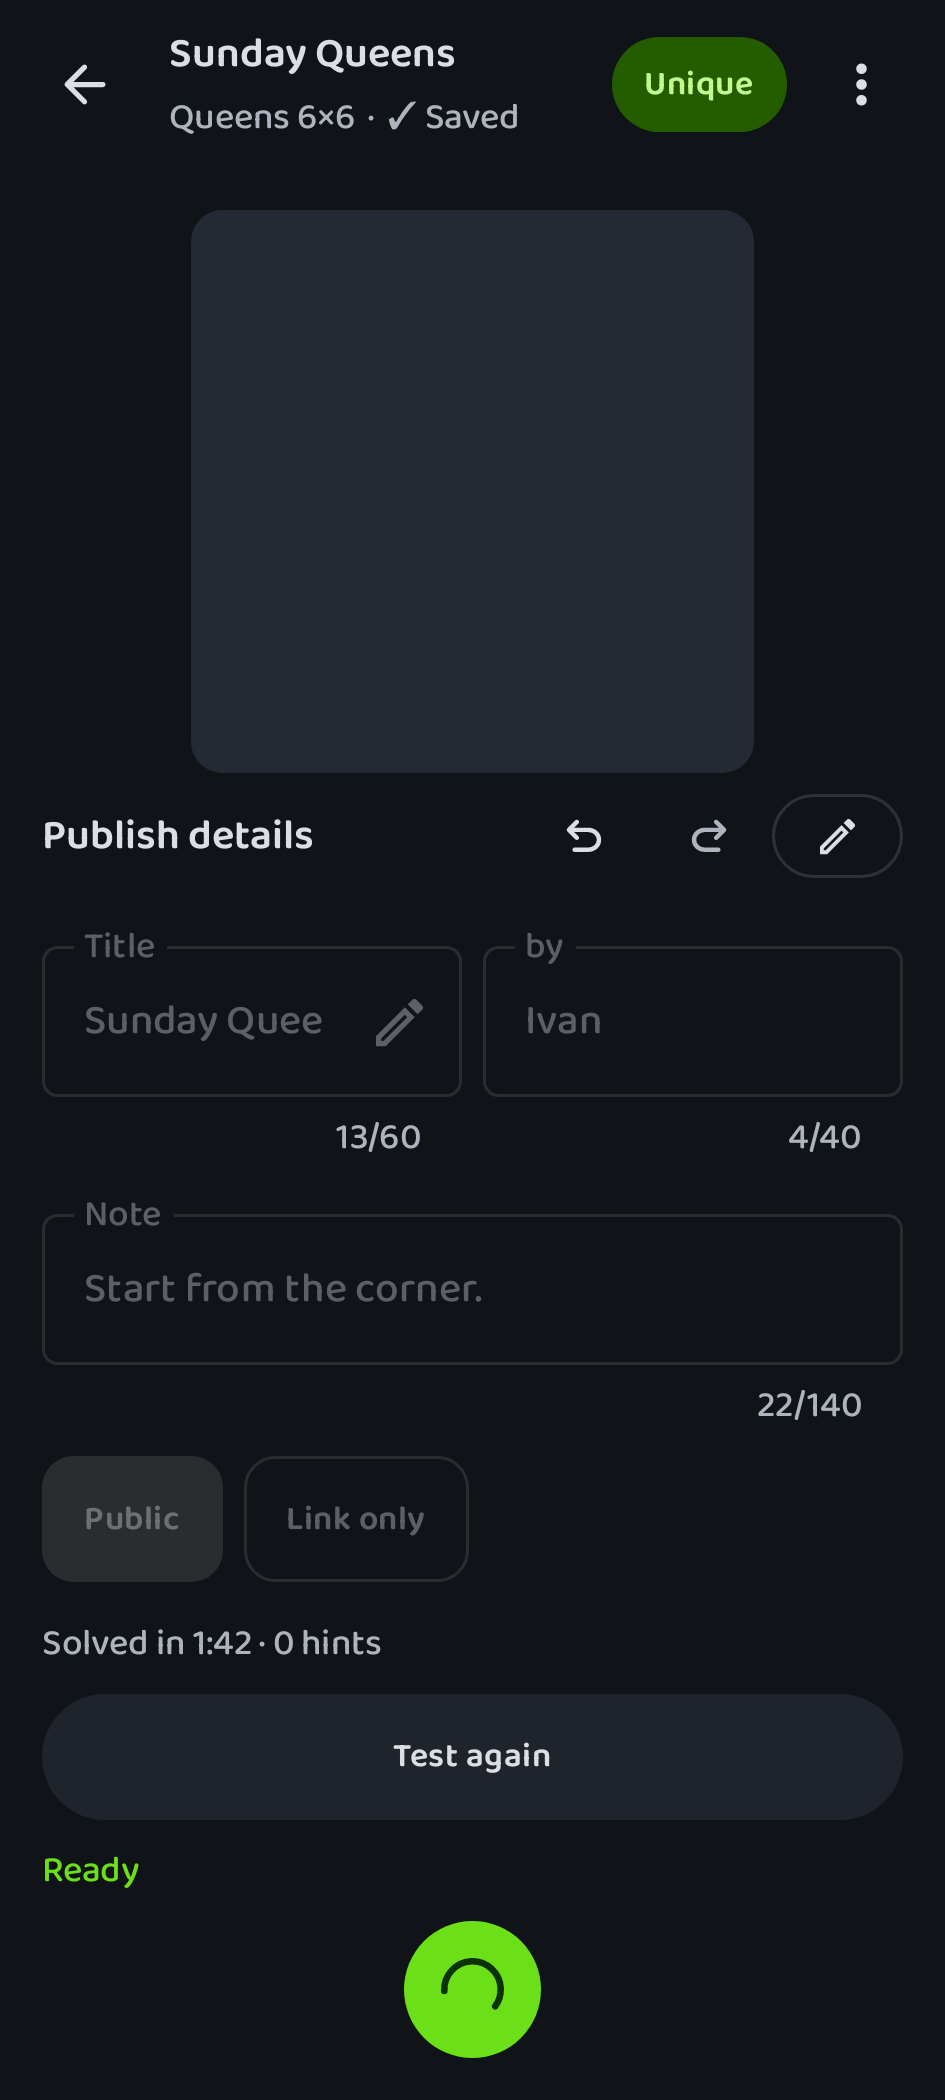 Sunday Queens
Queens 6×6 · ✓ Saved
Unique
Publish details
Title
Sunday Quee
by
Ivan
13/60
4/40
Note
Start from the corner.
22/140
Public
Link only
Solved in 1:42 · 0 hints
Test again
Ready